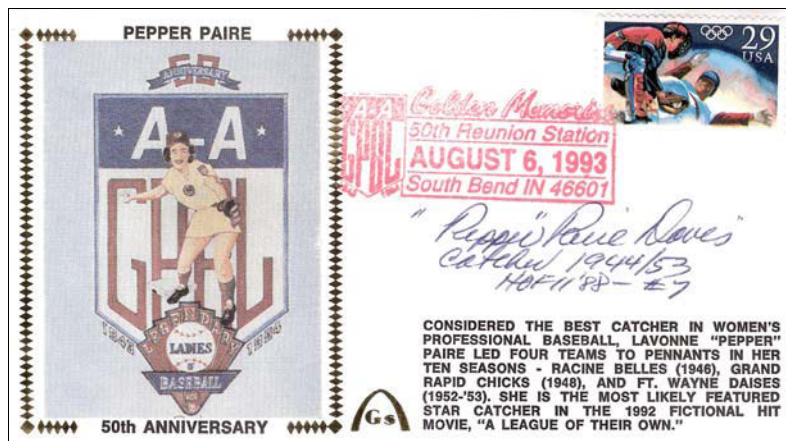 PEPPER PAIRE
50
ANNIVERSARY
A-A
GPBL
LEGENDARY
LADIES
OF
BASEBALL
50th ANNIVERSARY
29
USA
A-A
GPBL
Golden Memories
50th Reunion Station
AUGUST 6, 1993
South Bend IN 46601
"Pepper" Paire Davis"
Catcher 1944/53
HOF '88 - #7
CONSIDERED THE BEST CATCHER IN WOMEN'S
PROFESSIONAL BASEBALL, LAVONNE "PEPPER"
PAIRE LED FOUR TEAMS TO PENNANTS IN HER
TEN SEASONS - RACINE BELLES (1946), GRAND
RAPID CHICKS (1948), AND FT. WAYNE DAISES
(1952-'53). SHE IS THE MOST LIKELY FEATURED
STAR CATCHER IN THE 1992 FICTIONAL HIT
MOVIE, "A LEAGUE OF THEIR OWN."
Gs